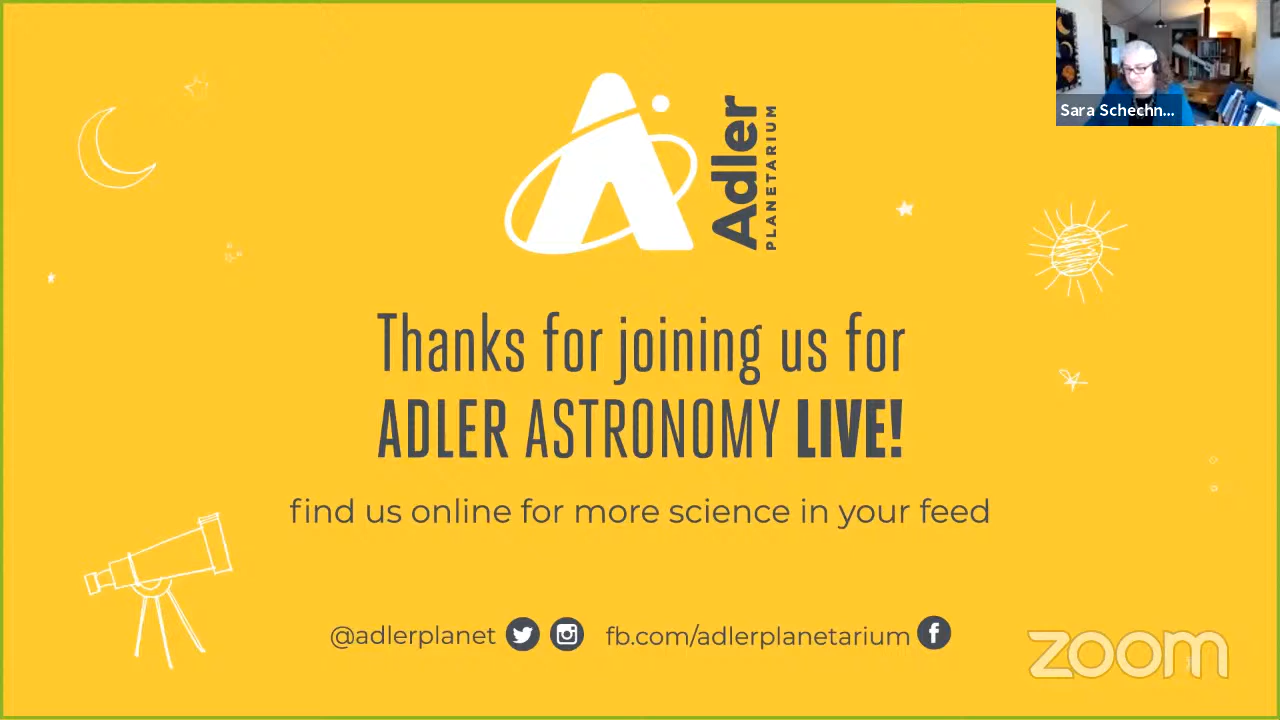 Sara Schechn...
Adler
PLANETARIUM
Thanks for joining us for
ADLER ASTRONOMY LIVE!
find us online for more science in your feed
@adlerplanet fb.com/adlerplanetarium
zoom